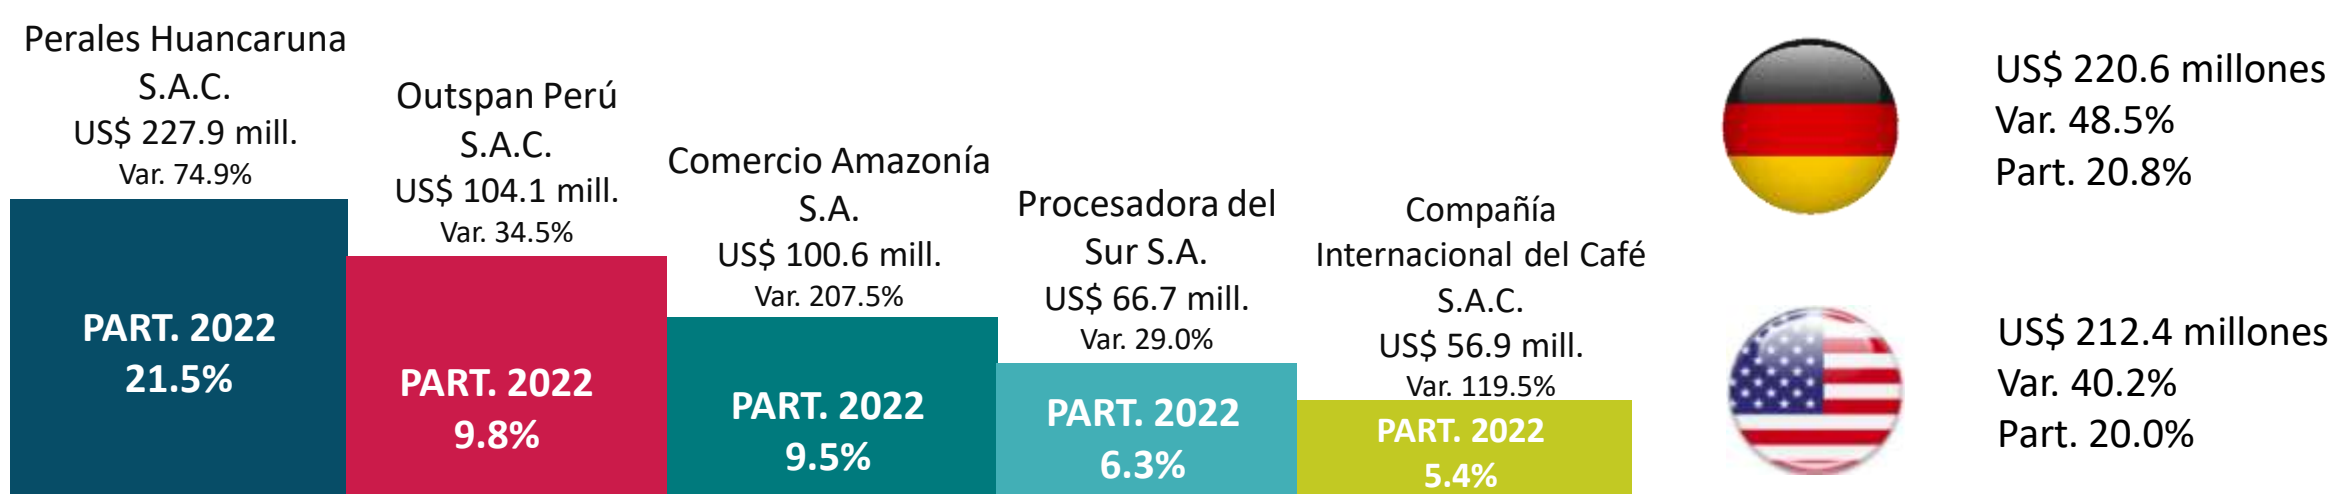 Perales Huancaruna
S.A.C.
US$ 227.9 mill.
Var. 74.9%
PART. 2022
21.5%
Outspan Perú
S.A.C.
US$ 104.1 mill.
Var. 34.5%
PART. 2022
9.8%
Comercio Amazonía
S.A.
US$ 100.6 mill.
Var. 207.5%
PART. 2022
9.5%
Procesadora del
Sur S.A.
US$ 66.7 mill.
Var. 29.0%
PART. 2022
6.3%
Compañía
Internacional del Café
S.A.C.
US$ 56.9 mill.
Var. 119.5%
PART. 2022
5.4%
US$ 220.6 millones
Var. 48.5%
Part. 20.8%
US$ 212.4 millones
Var. 40.2%
Part. 20.0%